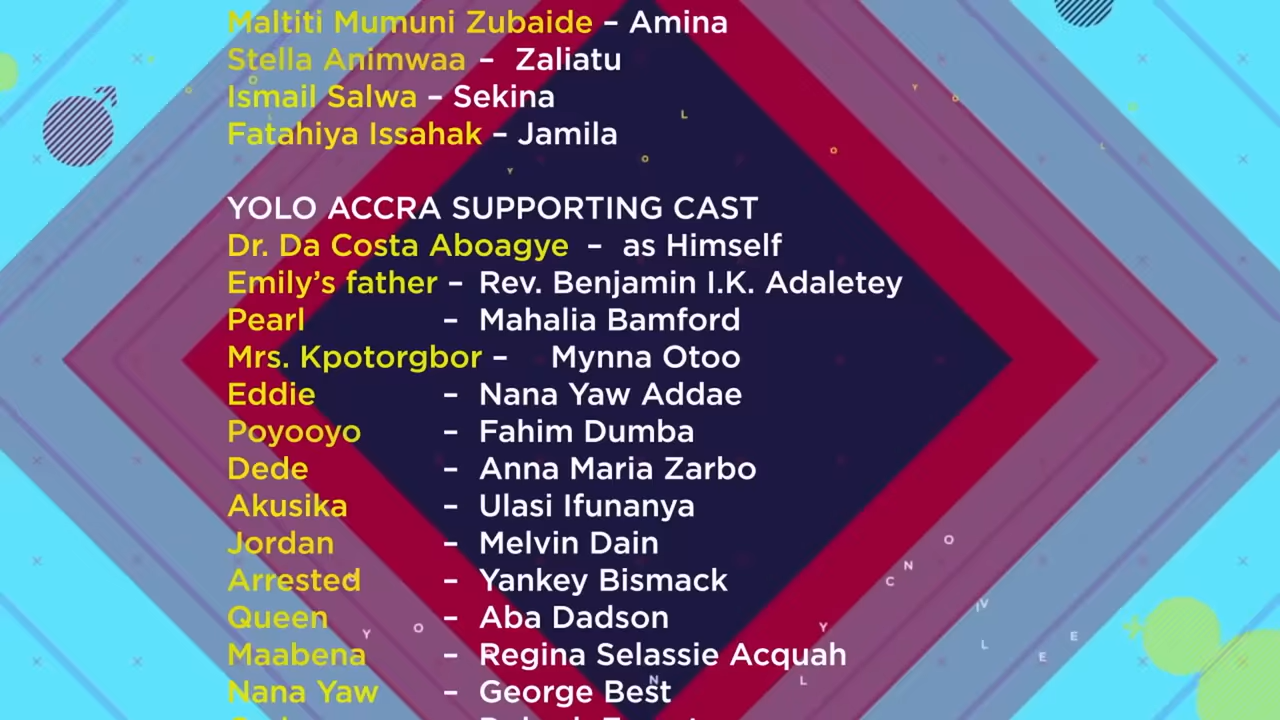 Maltiti Mumuni Zubaide – Amina
Stella Animwaa – Zaliatu
Ismail Salwa – Sekina
Fatahiya Issahak – Jamila
YOLO ACCRA SUPPORTING CAST
Dr. Da Costa Aboagye – as Himself
Emily’s father – Rev. Benjamin I.K. Adaletey
Pearl – Mahalia Bamford
Mrs. Kpotorgbor – Mynna Otoo
Eddie – Nana Yaw Addae
Poyooyo – Fahim Dumba
Dede – Anna Maria Zarbo
Akusika – Ulasi Ifunanya
Jordan – Melvin Dain
Arrested – Yankey Bismack
Queen – Aba Dadson
Maabena – Regina Selassie Acquah
Nana Yaw – George Best